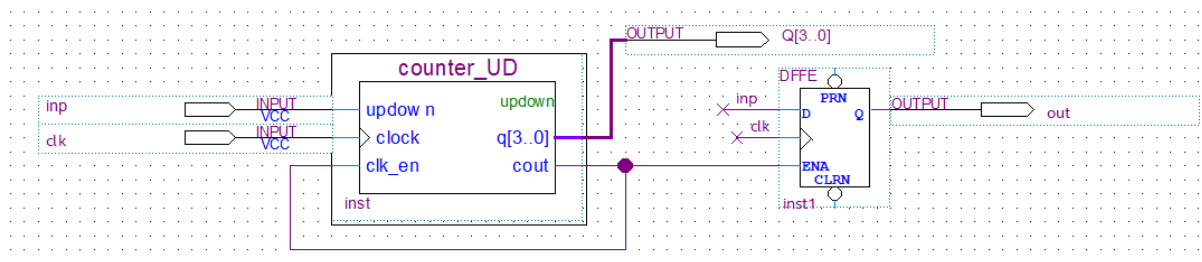 OUTPUT
Q[3..0]
counter_UD
DFFE
updown
inp
INPUT
VCC
updown
inp
PRN
D
Q
OUTPUT
out
clk
INPUT
VCC
clock
q[3..0]
clk
clk_en
cout
ENA
CLRN
inst
inst1